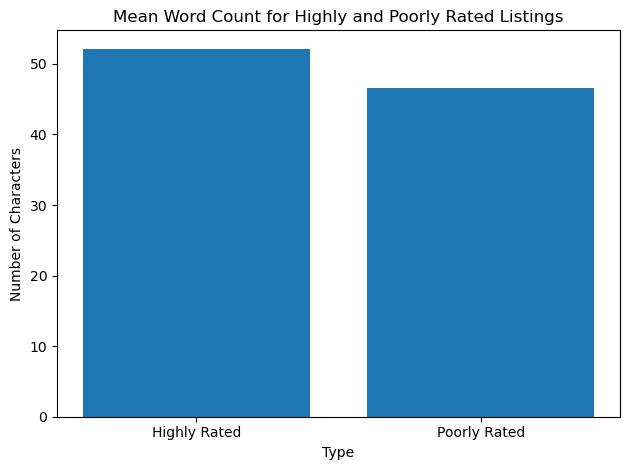 Mean Word Count for Highly and Poorly Rated Listings
Number of Characters
50
40
30
20
10
0
Highly Rated
Poorly Rated
Type